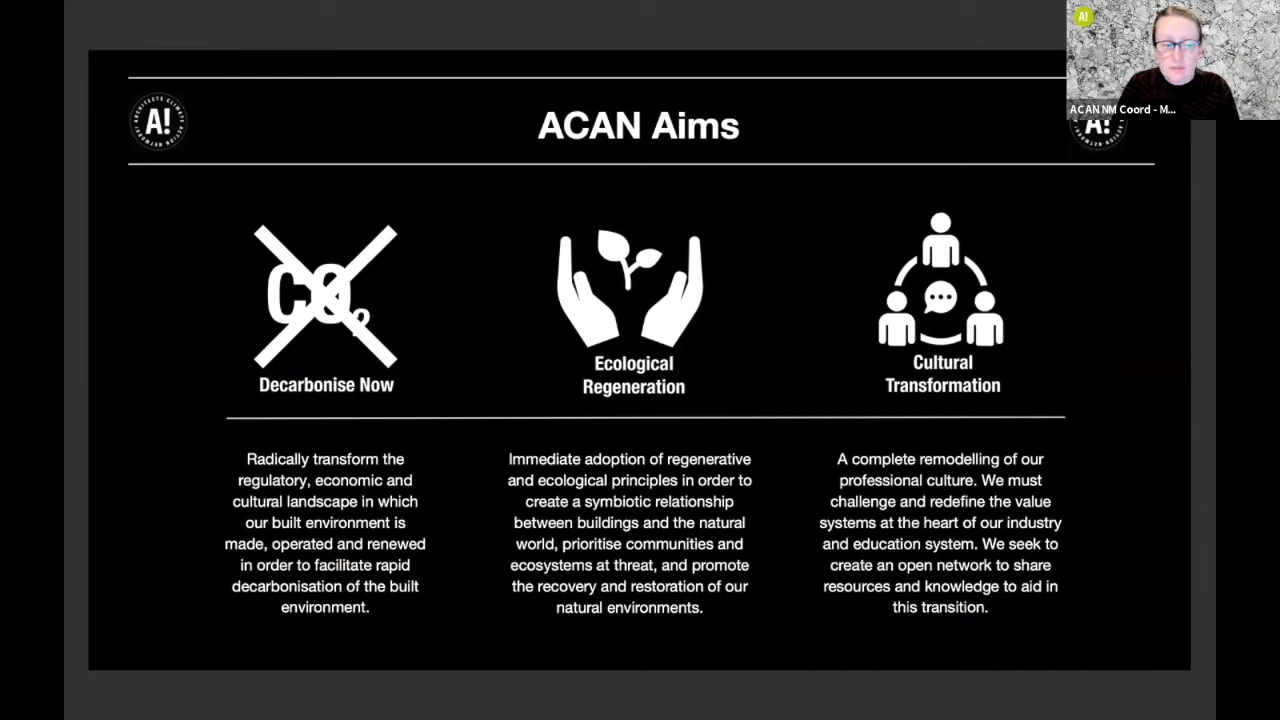 A!
ACAN NM Coord - M...
ARCHITECTS CLIMATE ACTION NETWORK!
A!
ACAN Aims
A!
CO2
Decarbonise Now
Ecological
Regeneration
Cultural
Transformation
Radically transform the
regulatory, economic and
cultural landscape in which
our built environment is
made, operated and renewed
in order to facilitate rapid
decarbonisation of the built
environment.
Immediate adoption of regenerative
and ecological principles in order to
create a symbiotic relationship
between buildings and the natural
world, prioritise communities and
ecosystems at threat, and promote
the recovery and restoration of our
natural environments.
A complete remodelling of our
professional culture. We must
challenge and redefine the value
systems at the heart of our industry
and education system. We seek to
create an open network to share
resources and knowledge to aid in
this transition.